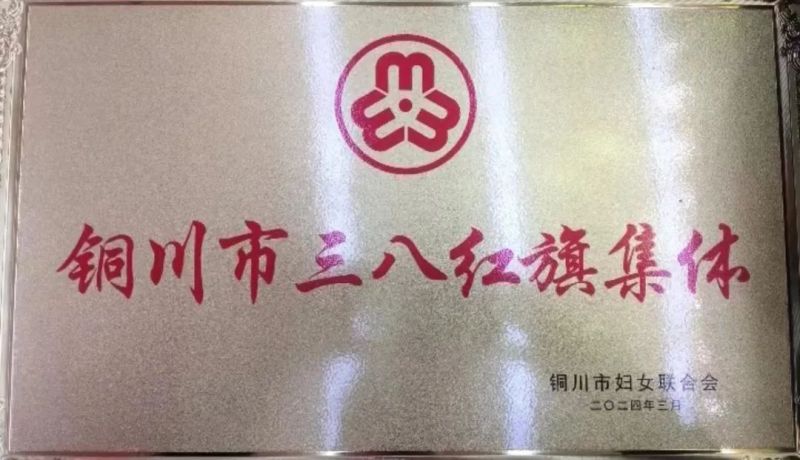 铜川市三八红旗集体
铜川市妇女联合会
二〇二四年三月